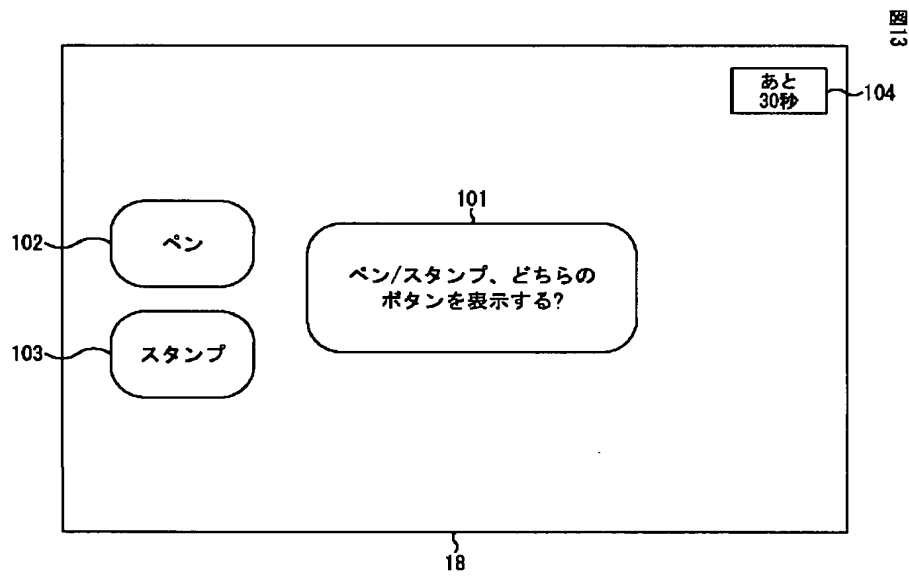 図13
あと
30秒
104
101
102
ペン
ペン/スタンプ、どちらの
ボタンを表示する?
103
スタンプ
18